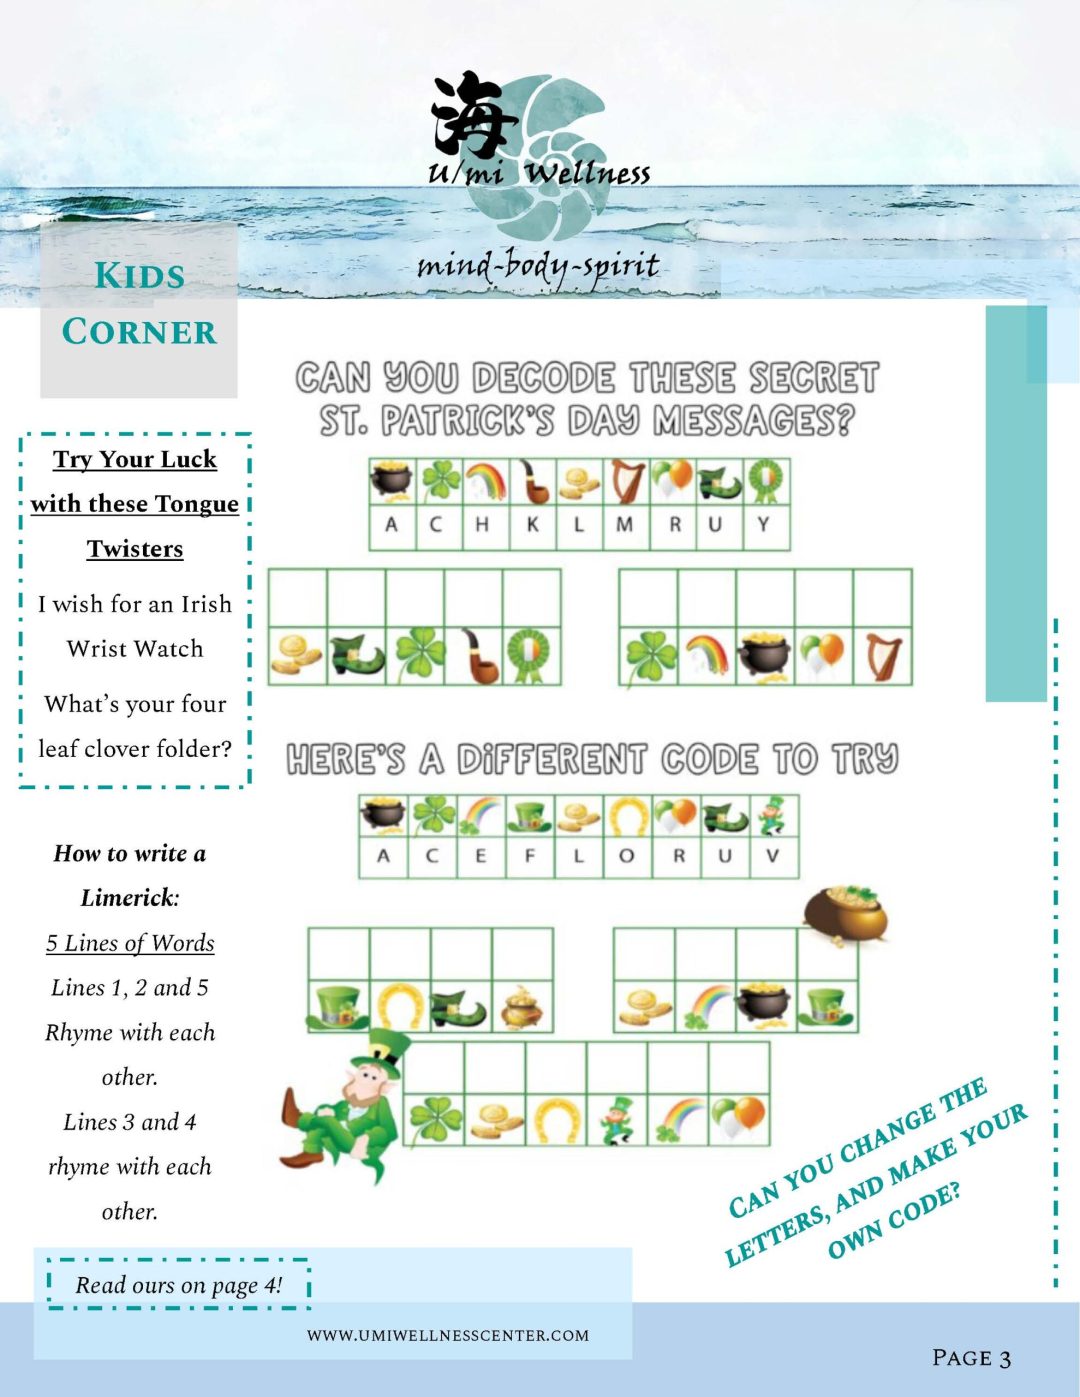 海
U/mi Wellness
mind-body-spirit
Kids
Corner
CAN YOU DECODE THESE SECRET
ST. PATRICK'S DAY MESSAGES?
A C H K L M R U Y
Try Your Luck
with these Tongue
Twisters
I wish for an Irish
Wrist Watch
What's your four
leaf clover folder?
HERE'S A DiFFERENT CODE TO TRY
A C E F L O R U V
How to write a
Limerick:
5 Lines of Words
Lines 1, 2 and 5
Rhyme with each
other.
Lines 3 and 4
rhyme with each
other.
Can you change the
letters, and make your
own code?
Read ours on page 4!
www.umiwellnesscenter.com
Page 3